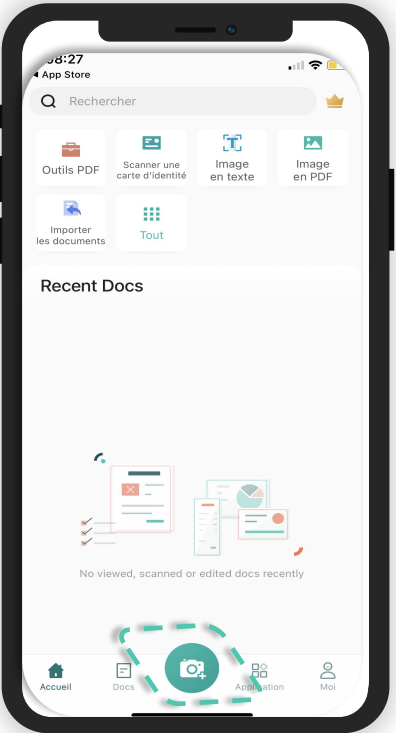 08:27
◀ App Store
Rechercher
Outils PDF
Scanner une
carte d'identité
Image
en texte
Image
en PDF
Importer
les documents
Tout
Recent Docs
No viewed, scanned or edited docs recently
Accueil
Docs
Application
Moi